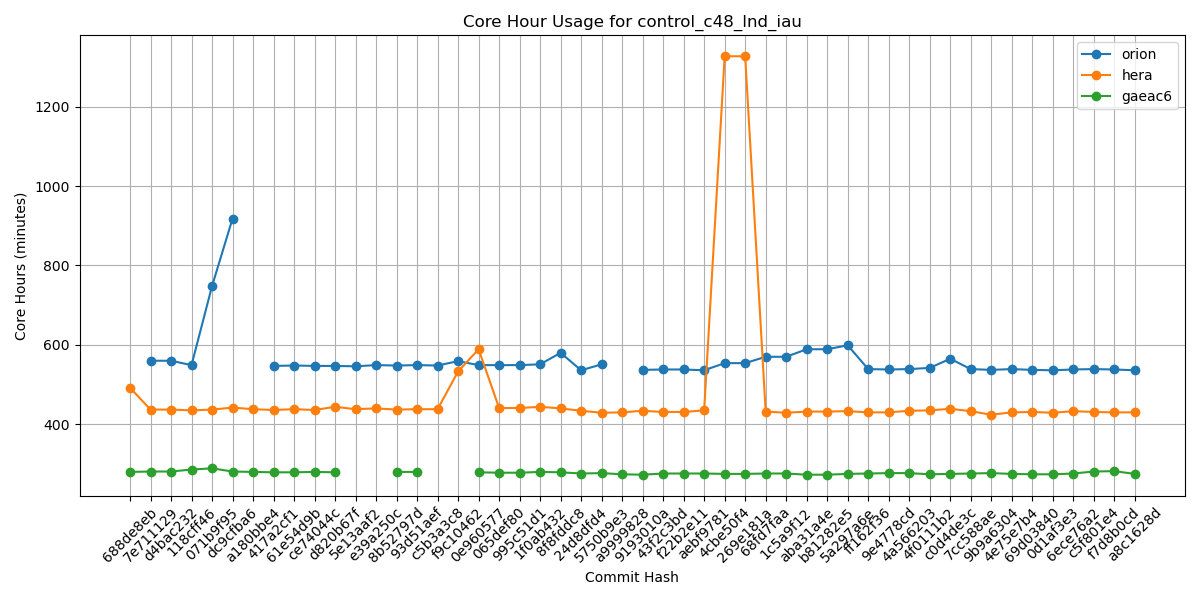 Core Hour Usage for control_c48_lnd_iau
orion
hera
gaeac6
Core Hours (minutes)
1200
1000
800
600
400
688de8eb
7e711129
d4bac232
118cff46
071b9f95
dc9cfba6
a180bbe4
417a2cf1
61e54d9b
ce74044c
d820b67f
5e13aaf2
e39a250c
8b52797d
93d51aef
c5b3a3c8
f9c10462
0e960577
065def80
995c51d1
1f0ab432
8f6fddc8
24d8dfd4
5750b9e3
a9999828
9193010a
43f2c3bd
f22b2e11
aebf9781
4cbe50f4
269e181a
68fd7faa
1c5a9f12
aba31a4e
b81282e5
5a297a6e
ff162f36
9e4778cd
4a566203
4f0111b2
c0d4de3c
7cc588ae
9b9a6304
4e75e7b4
69d03840
0d1af3e3
6ece76a2
c5f801e4
f7d8b0cd
a8c1628d
Commit Hash